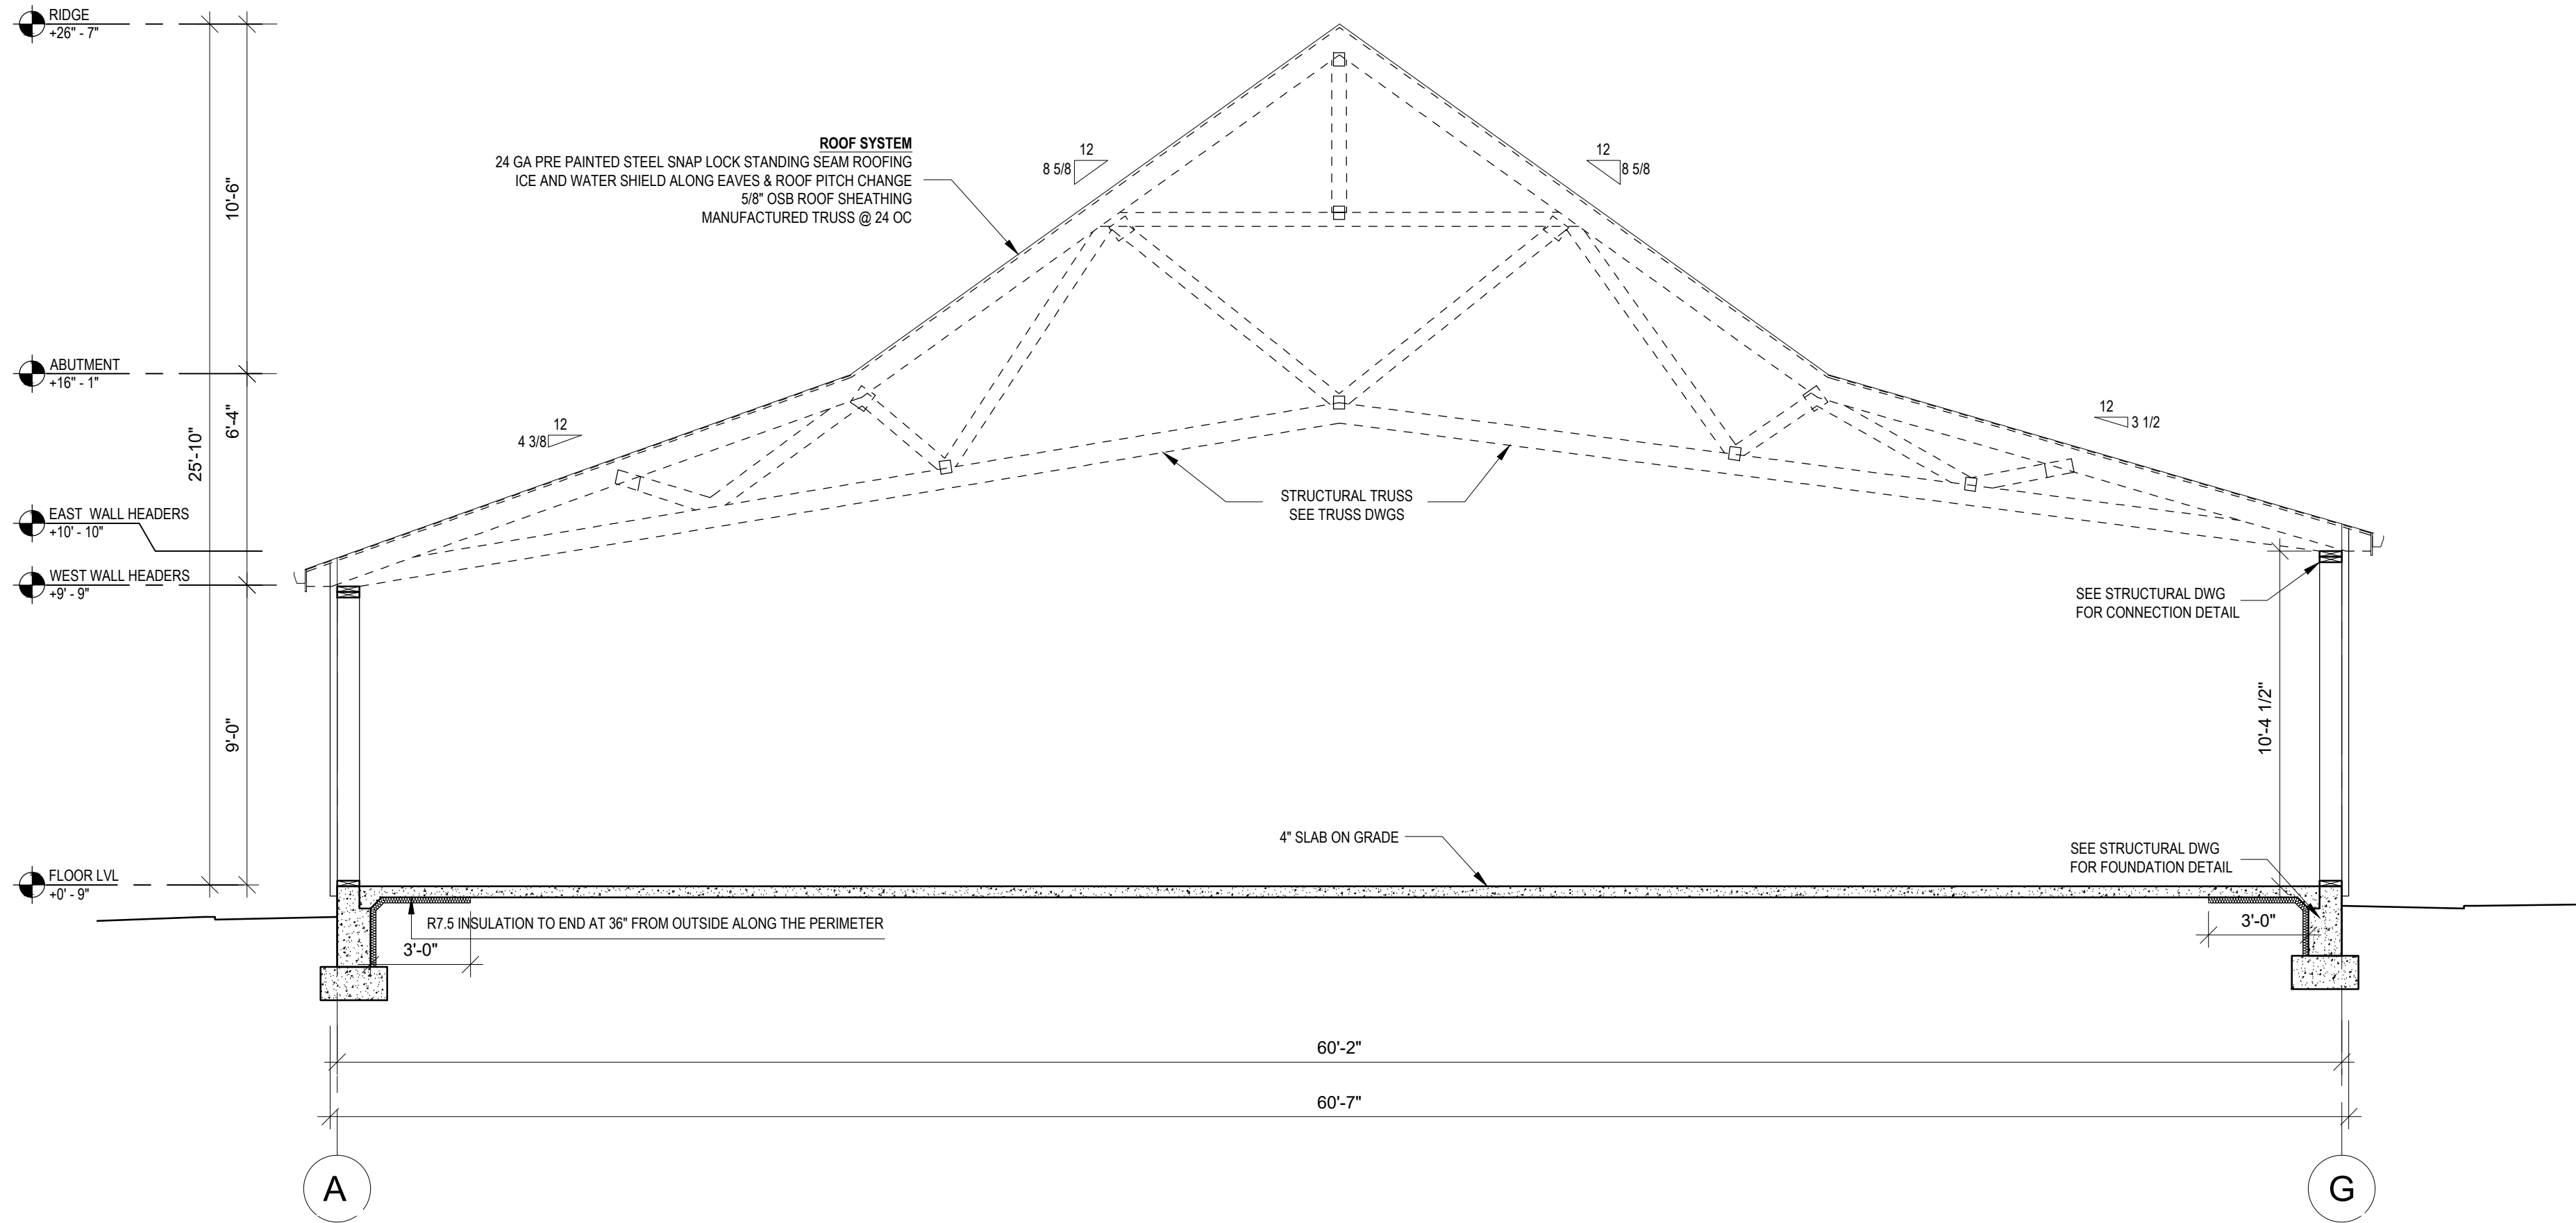 RIDGE
+26" - 7"
ROOF SYSTEM
24 GA PRE PAINTED STEEL SNAP LOCK STANDING SEAM ROOFING
ICE AND WATER SHIELD ALONG EAVES & ROOF PITCH CHANGE
5/8" OSB ROOF SHEATHING
MANUFACTURED TRUSS @ 24 OC
12
8 5/8
12
8 5/8
10'-6"
ABUTMENT
+16" - 1"
6'-4"
25'-10"
12
4 3/8
12
3 1/2
EAST WALL HEADERS
+10' - 10"
STRUCTURAL TRUSS
SEE TRUSS DWGS
WEST WALL HEADERS
+9' - 9"
SEE STRUCTURAL DWG
FOR CONNECTION DETAIL
9'-0"
10'-4 1/2"
4" SLAB ON GRADE
SEE STRUCTURAL DWG
FOR FOUNDATION DETAIL
FLOOR LVL
+0' - 9"
R7.5 INSULATION TO END AT 36" FROM OUTSIDE ALONG THE PERIMETER
3'-0"
3'-0"
60'-2"
60'-7"
A
G